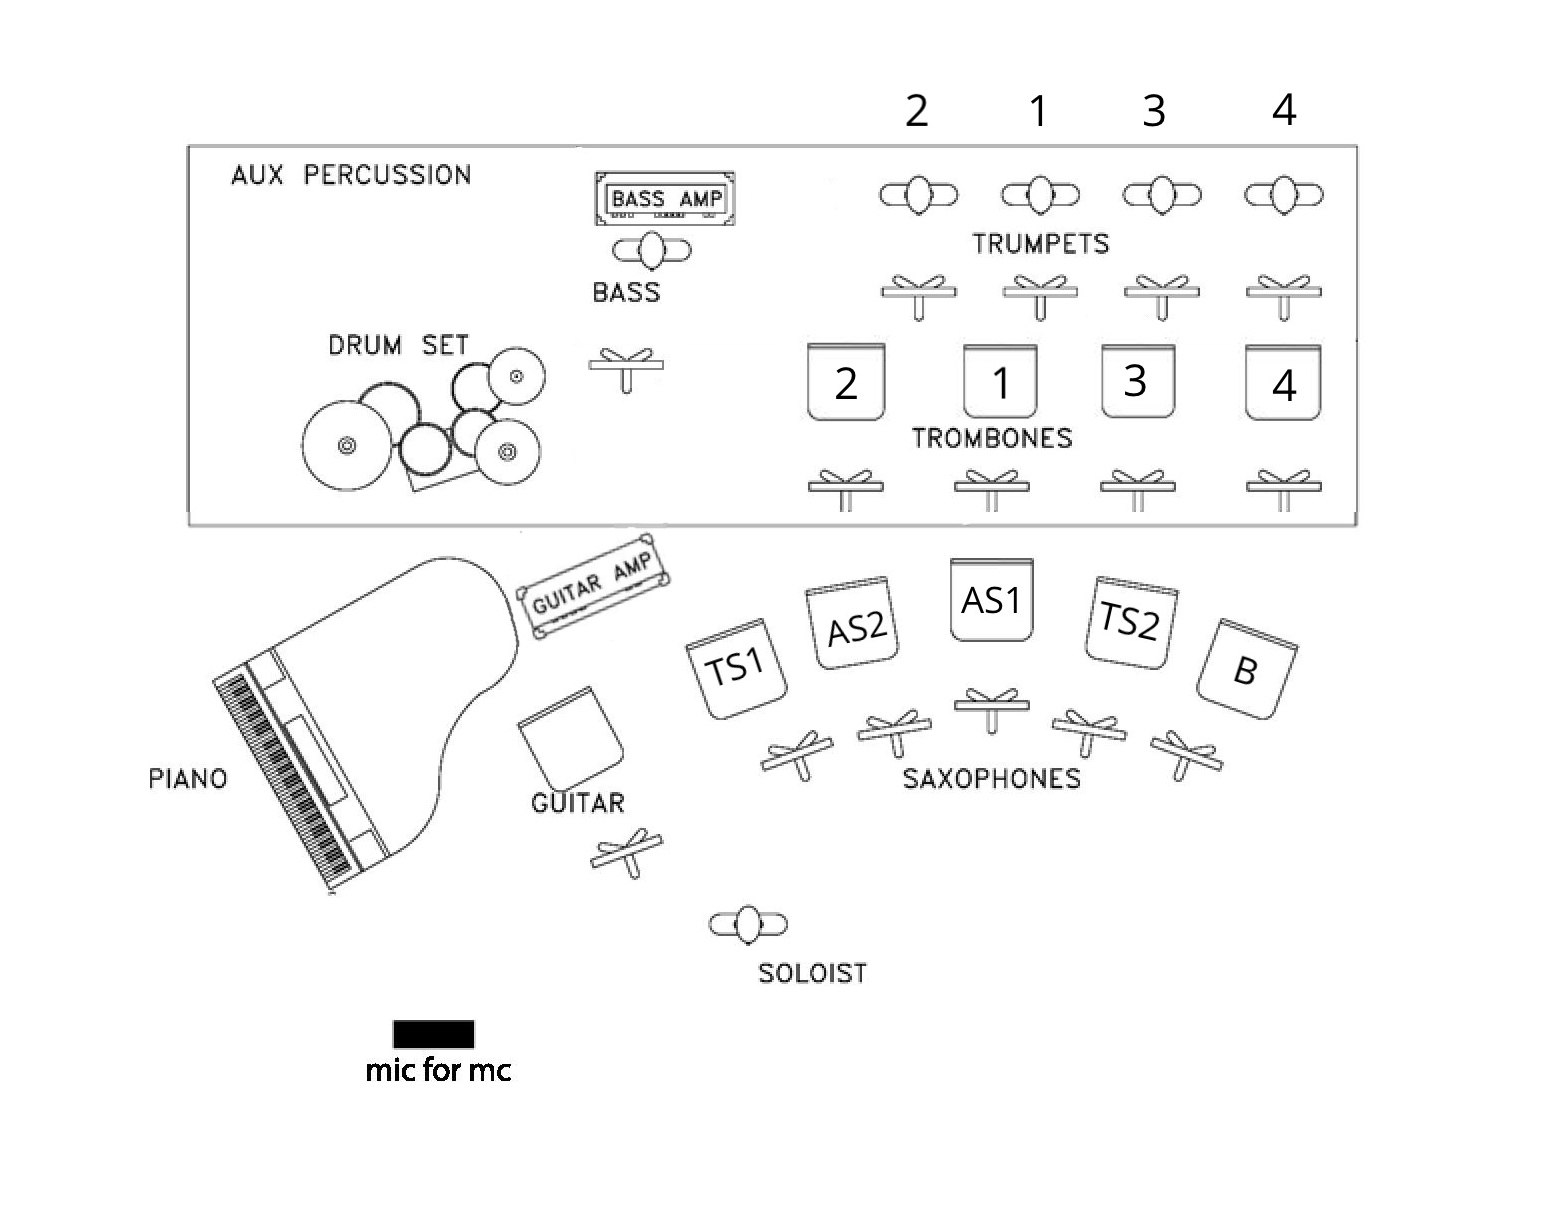 2 1 3 4
AUX PERCUSSION
BASS AMP
TRUMPETS
BASS
DRUM SET
2 1 3 4
TROMBONES
GUITAR AMP
TS1 AS2 AS1 TS2 B
PIANO
SAXOPHONES
GUITAR
SOLOIST
mic for mc